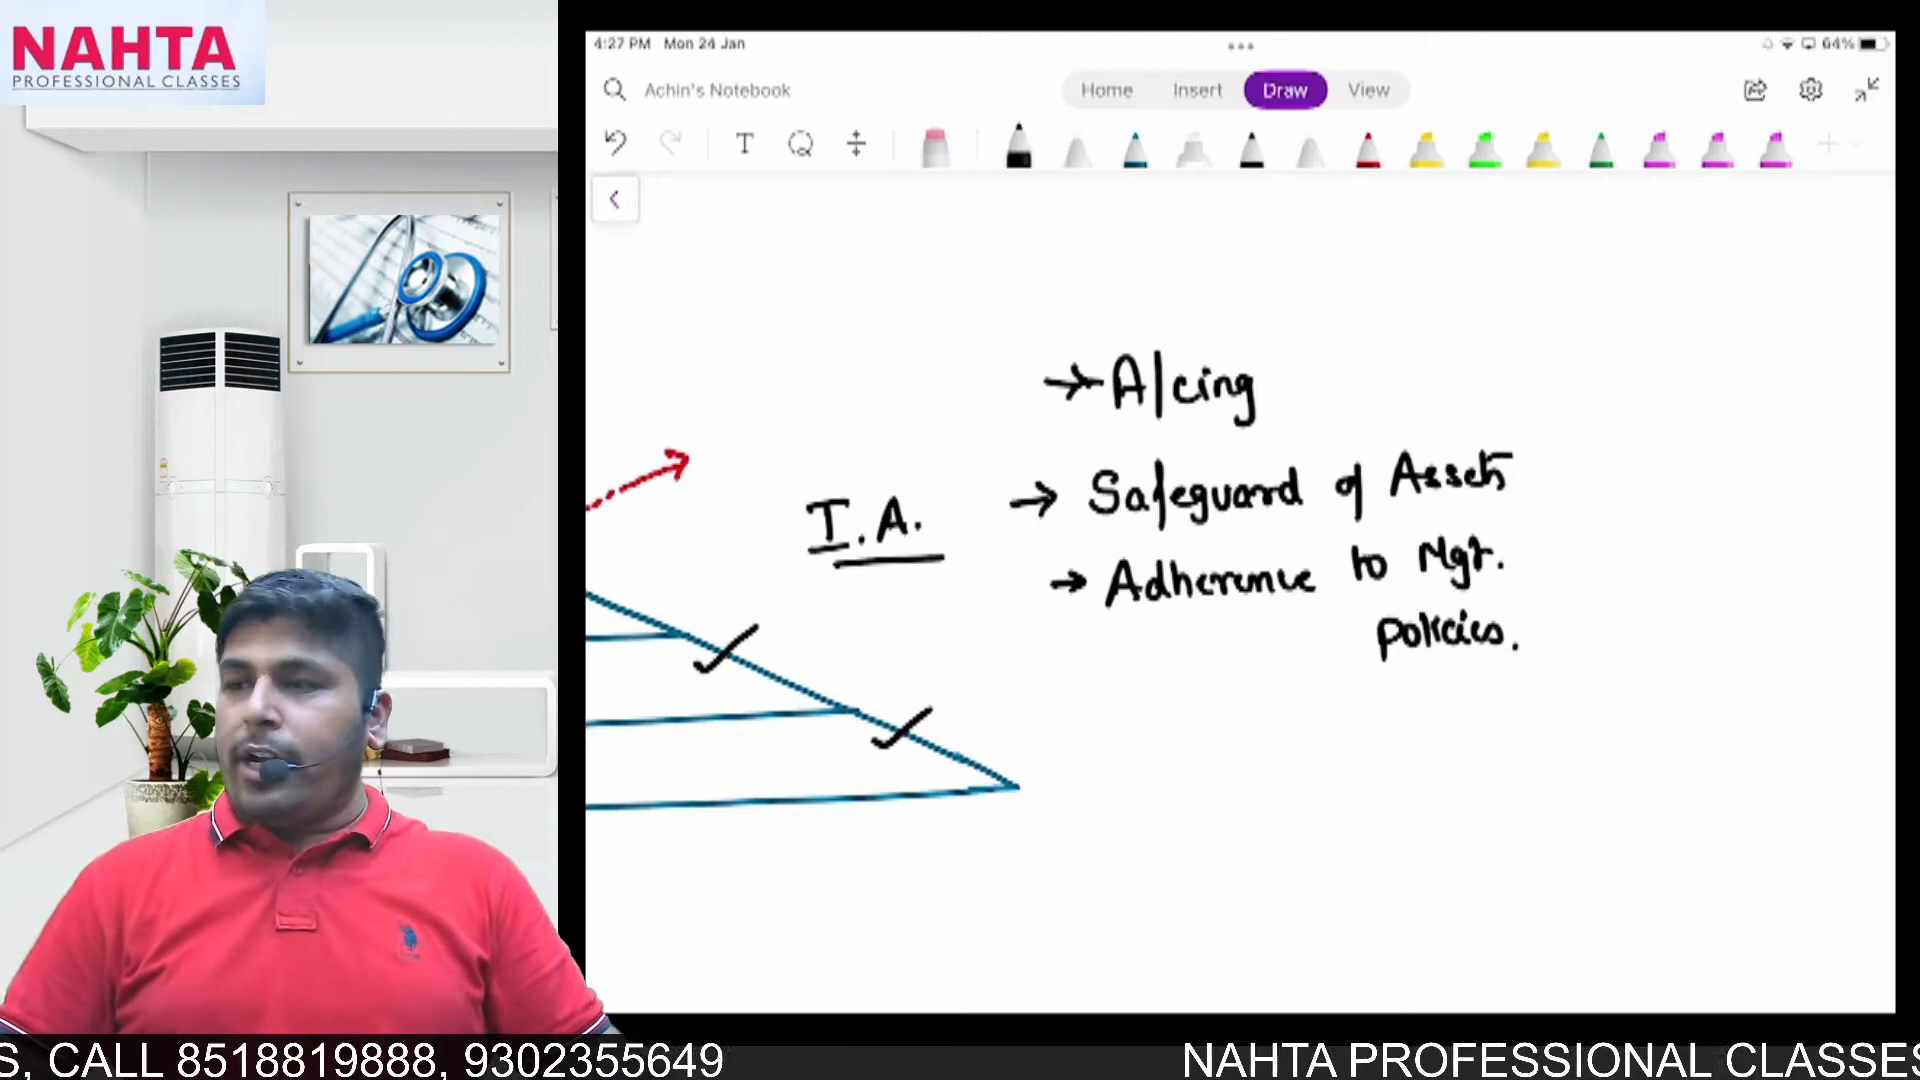 NAHTA
PROFESSIONAL CLASSES
4:27 PM Mon 24 Jan
64%
Achin's Notebook
Home Insert Draw View
T
→ A/cing
I.A.
→ Safeguard of Assets
→ Adherence to Mgt.
policies.
S, CALL 8518819888, 9302355649
NAHTA PROFESSIONAL CLASSES